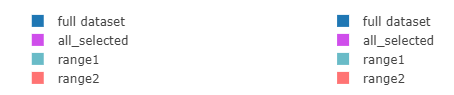 full dataset
all_selected
range1
range2
full dataset
all_selected
range1
range2